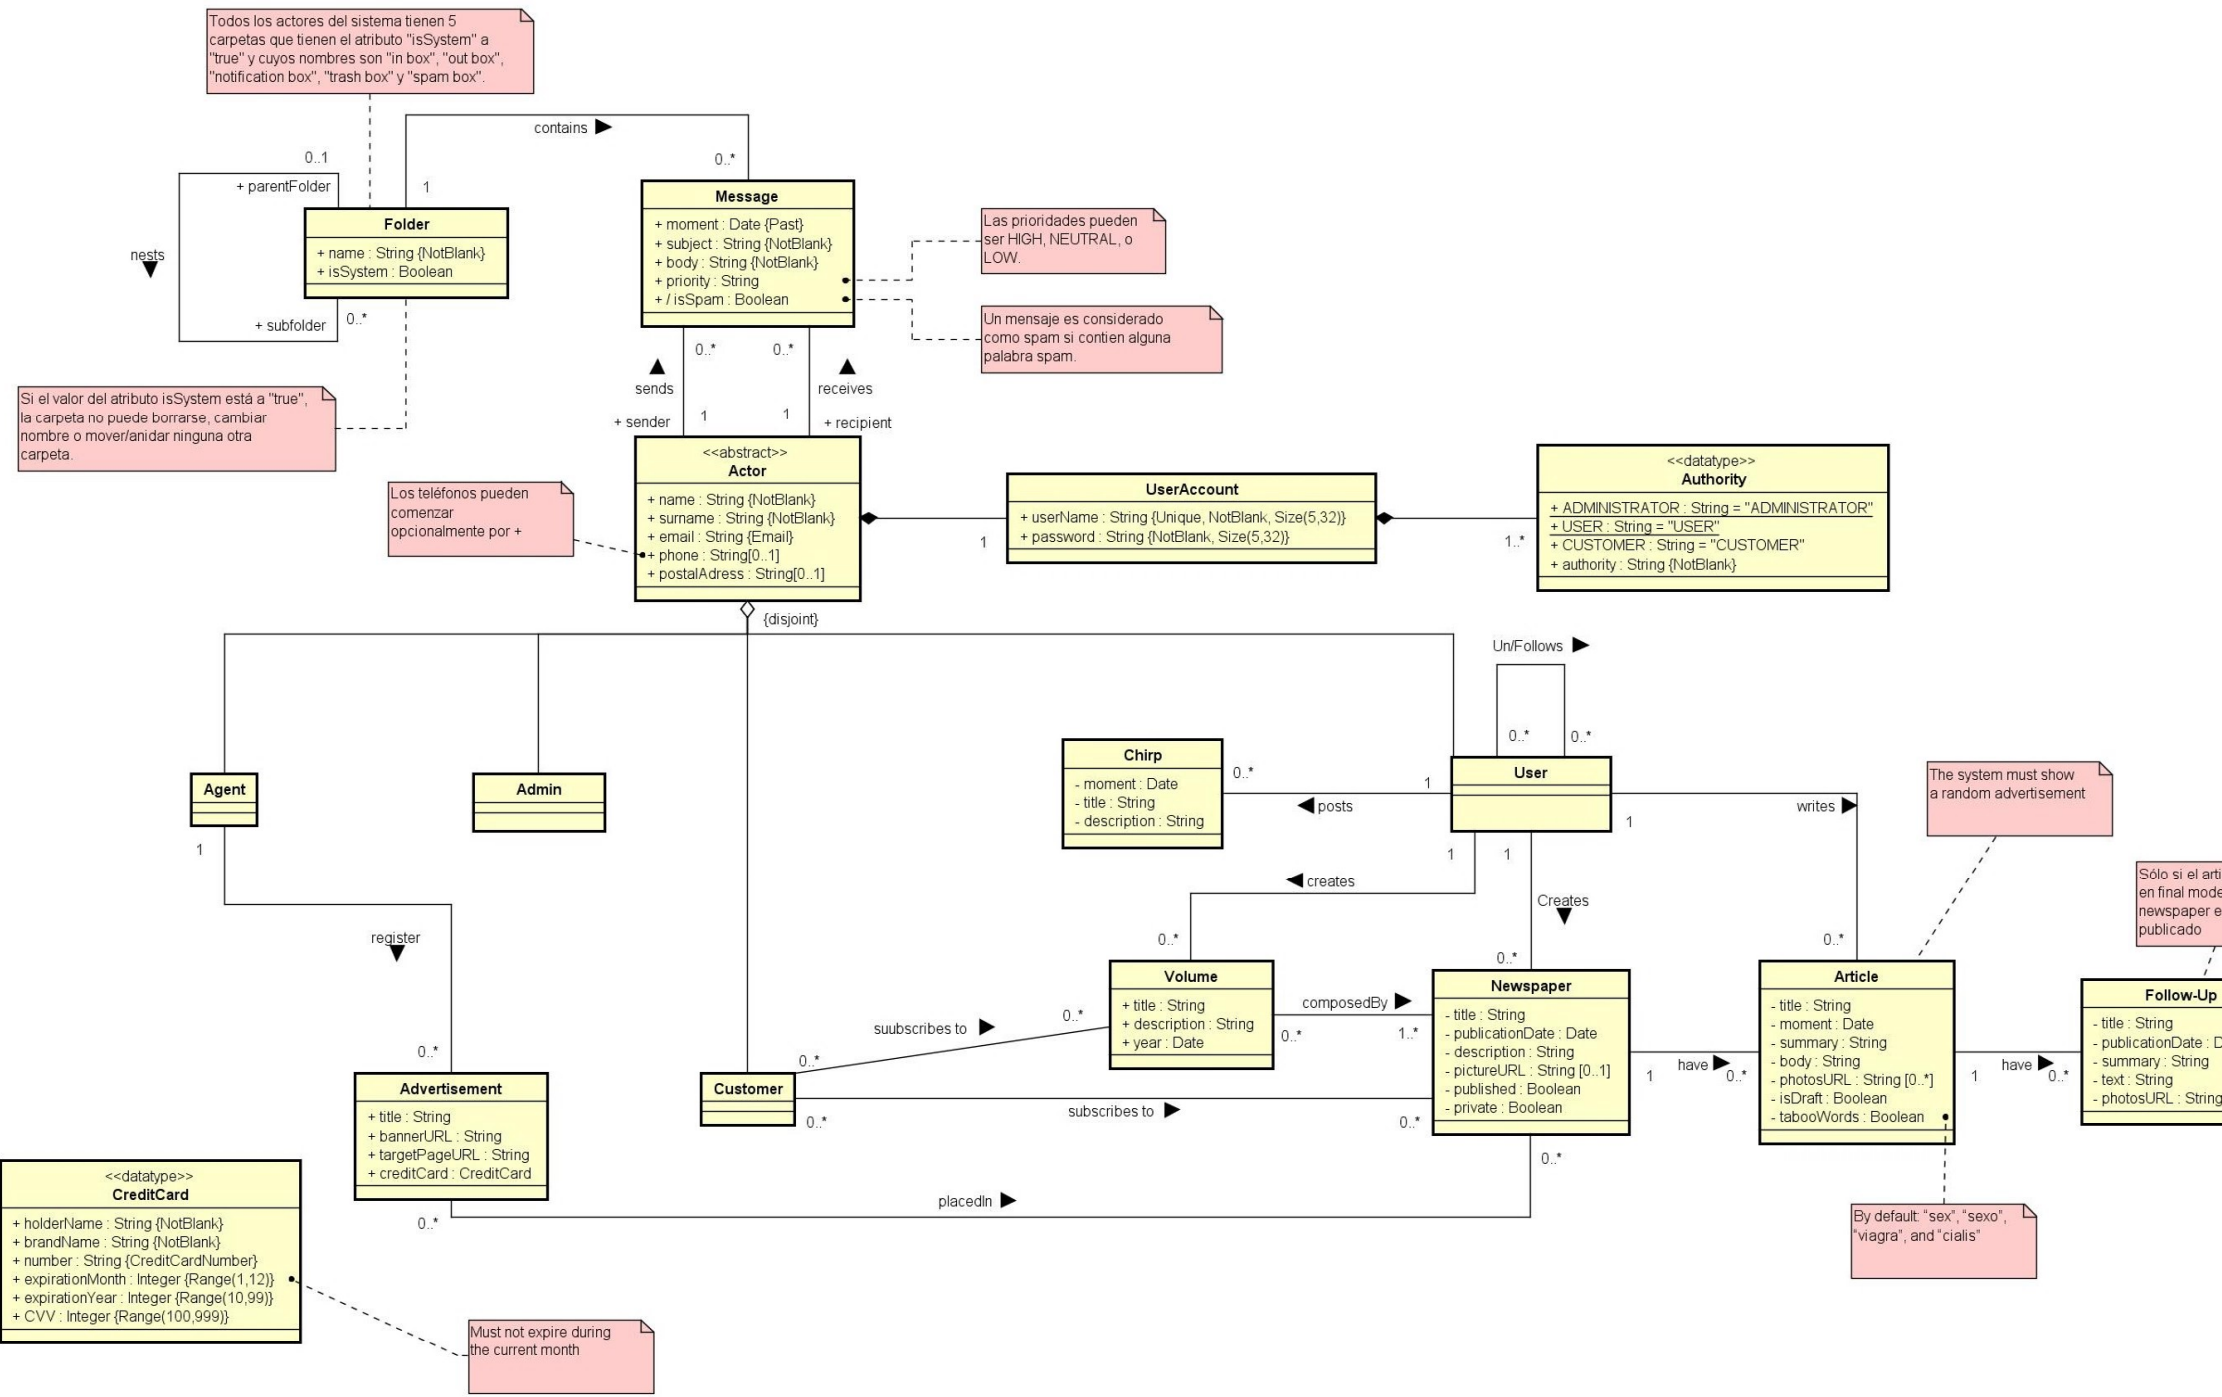 Todos los actores del sistema tienen 5
carpetas que tienen el atributo "isSystem" a
"true" y cuyos nombres son "in box", "out box",
"notification box", "trash box" y "spam box".
contains
0..1
0..*
+ parentFolder
1
nests
Folder
+ name : String {NotBlank}
+ isSystem : Boolean
+ subfolder
0..*
Message
+ moment : Date {Past}
+ subject : String {NotBlank}
+ body : String {NotBlank}
+ priority : String
+ / isSpam : Boolean
Las prioridades pueden
ser HIGH, NEUTRAL, o
LOW.
Un mensaje es considerado
como spam si contien alguna
palabra spam.
0..*
0..*
sends
receives
1
1
+ sender
+ recipient
Si el valor del atributo isSystem está a "true",
la carpeta no puede borrarse, cambiar
nombre o mover/anidar ninguna otra
carpeta.
Los teléfonos pueden
comenzar
opcionalmente por +
<<abstract>>
Actor
+ name : String {NotBlank}
+ surname : String {NotBlank}
+ email : String {Email}
+ phone : String[0..1]
+ postalAdress : String[0..1]
{disjoint}
1
UserAccount
+ userName : String {Unique, NotBlank, Size(5,32)}
+ password : String {NotBlank, Size(5,32)}
1..*
<<datatype>>
Authority
+ ADMINISTRATOR : String = "ADMINISTRATOR"
+ USER : String = "USER"
+ CUSTOMER : String = "CUSTOMER"
+ authority : String {NotBlank}
Un/Follows
0..*
0..*
Agent
1
Admin
Chirp
- moment : Date
- title : String
- description : String
0..*
posts
1
User
1
writes
1
1
The system must show
a random advertisement
creates
Creates
Sólo si el arti
en final mode
newspaper e
publicado
register
0..*
0..*
0..*
Volume
+ title : String
+ description : String
+ year : Date
composedBy
0..*
1..*
Newspaper
- title : String
- publicationDate : Date
- description : String
- pictureURL : String [0..1]
- published : Boolean
- private : Boolean
have
1
0..*
Article
- title : String
- moment : Date
- summary : String
- body : String
- photosURL : String [0..*]
- isDraft : Boolean
- tabooWords : Boolean
have
1
0..*
Follow-Up
- title : String
- publicationDate : D
- summary : String
- text : String
- photosURL : String
suubscribes to
0..*
0..*
0..*
Advertisement
+ title : String
+ bannerURL : String
+ targetPageURL : String
+ creditCard : CreditCard
Customer
0..*
subscribes to
0..*
0..*
placedIn
0..*
By default: “sex”, “sexo”,
“viagra”, and “cialis”
<<datatype>>
CreditCard
+ holderName : String {NotBlank}
+ brandName : String {NotBlank}
+ number : String {CreditCardNumber}
+ expirationMonth : Integer {Range(1,12)}
+ expirationYear : Integer {Range(10,99)}
+ CVV : Integer {Range(100,999)}
Must not expire during
the current month